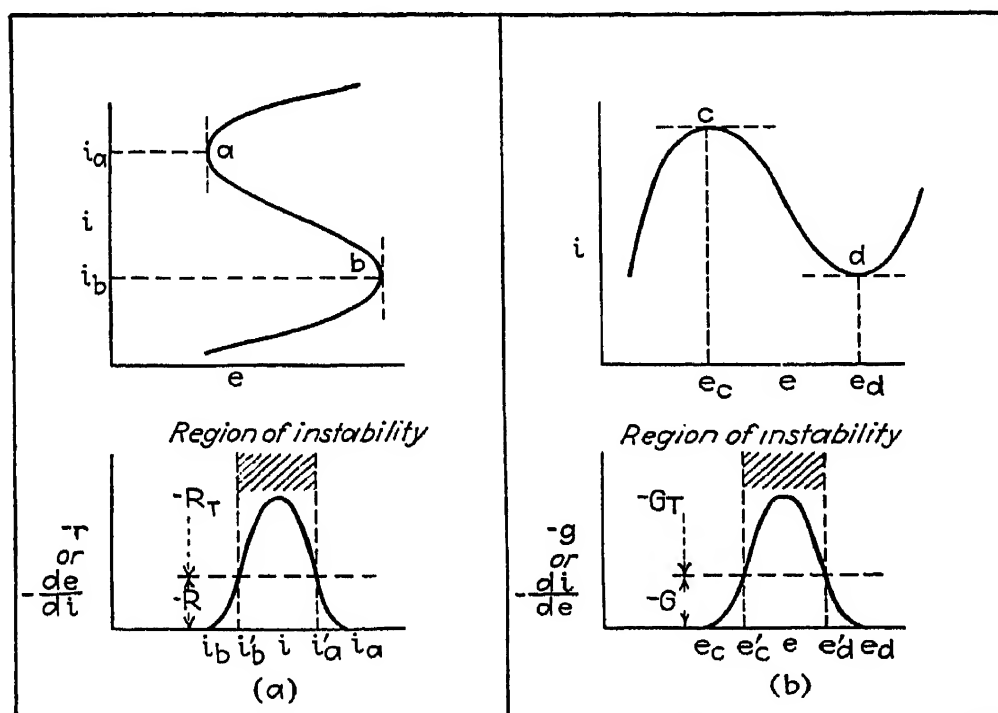 i_a
a
i
b
i_b
e
c
i
d
e_c
e
e_d
Region of instability
-R_T
-r
or
-de/di
-R
i_b i'_b i i'_a i_a
(a)
Region of instability
-G_T
-g
or
-di/de
-G
e_c e'_c e e'_d e_d
(b)